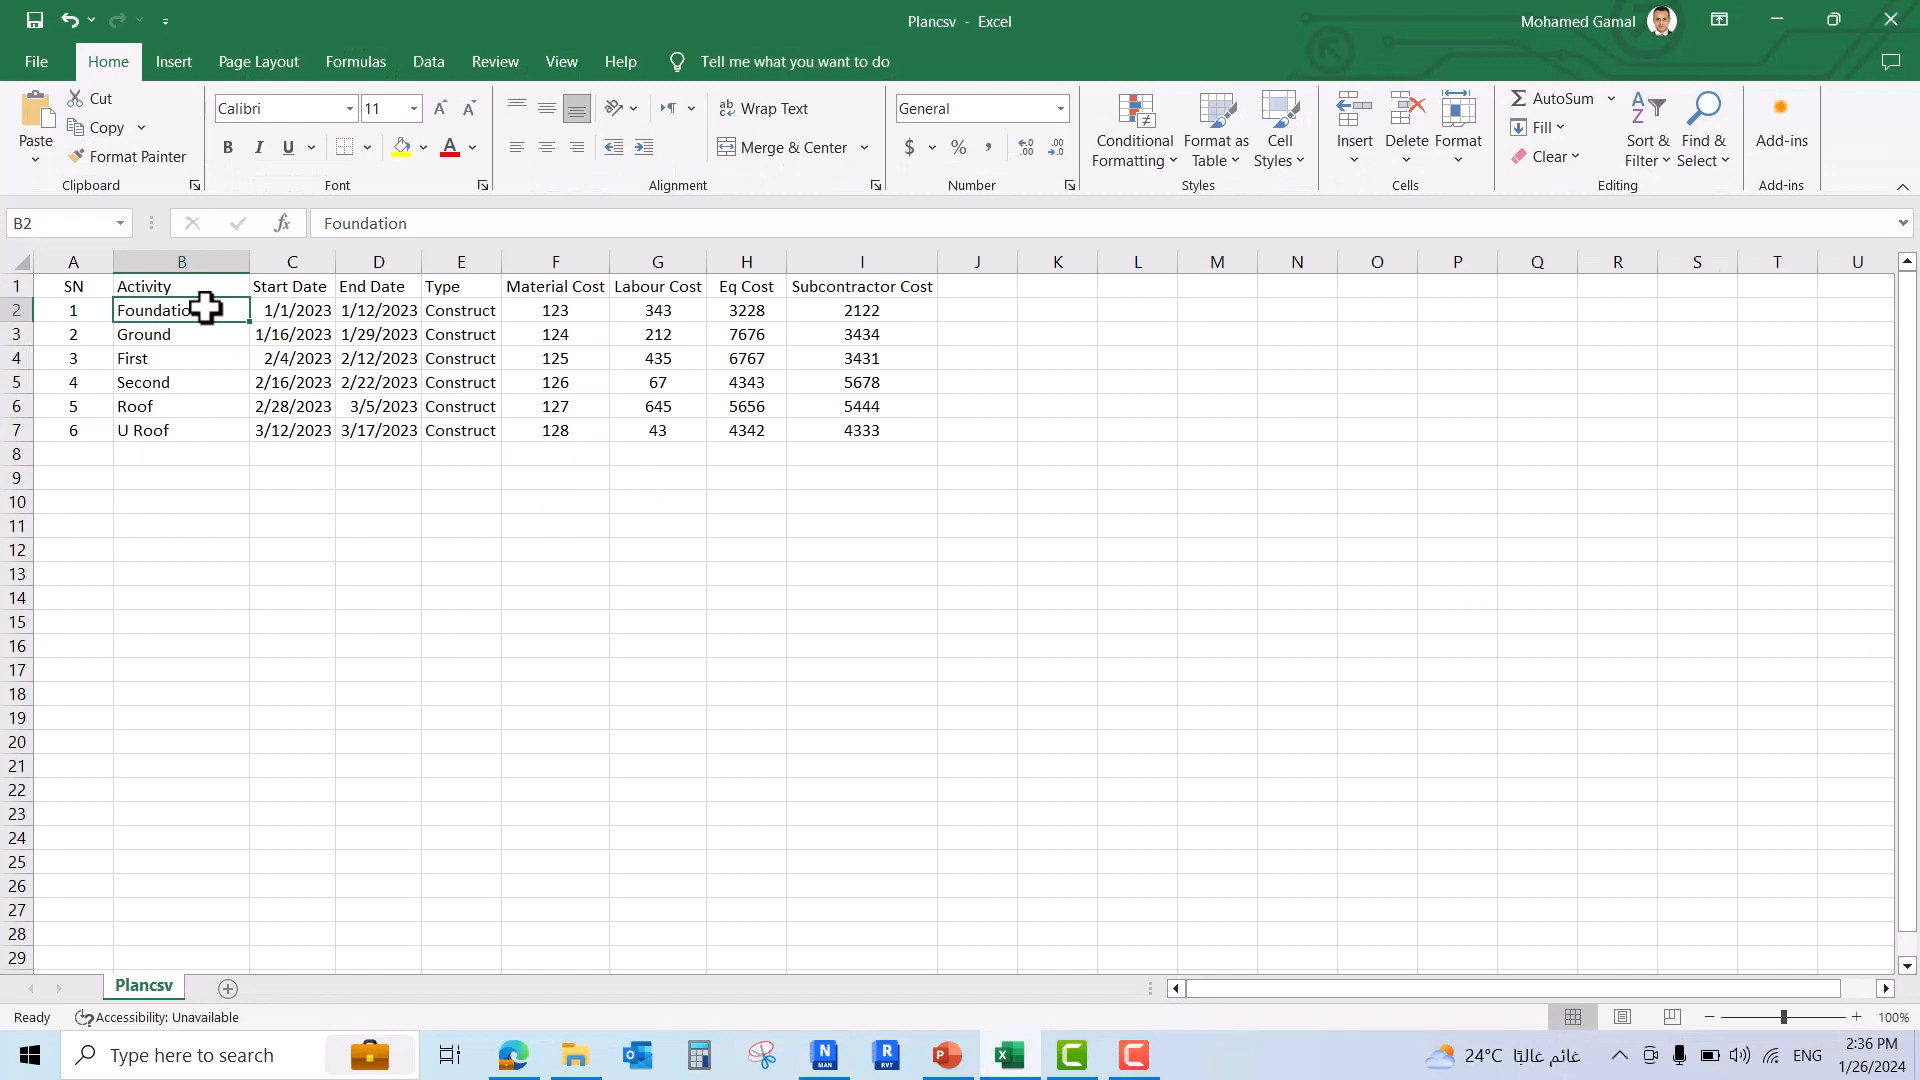 Plancsv - Excel
Mohamed Gamal
File Home Insert Page Layout Formulas Data Review View Help Tell me what you want to do
Paste
Cut
Copy
Format Painter
Clipboard
Calibri 11
B I U
Font
Wrap Text
Merge & Center
Alignment
General
$ % ,
Number
Conditional Formatting
Format as Table
Cell Styles
Styles
Insert Delete Format
Cells
AutoSum
Fill
Clear
Sort & Filter
Find & Select
Editing
Add-ins
Add-ins
B2 fx Foundation
A B C D E F G H I J K L M N O P Q R S T U
1 SN Activity Start Date End Date Type Material Cost Labour Cost Eq Cost Subcontractor Cost
2 1 Foundation 1/1/2023 1/12/2023 Construct 123 343 3228 2122
3 2 Ground 1/16/2023 1/29/2023 Construct 124 212 7676 3434
4 3 First 2/4/2023 2/12/2023 Construct 125 435 6767 3431
5 4 Second 2/16/2023 2/22/2023 Construct 126 67 4343 5678
6 5 Roof 2/28/2023 3/5/2023 Construct 127 645 5656 5444
7 6 U Roof 3/12/2023 3/17/2023 Construct 128 43 4342 4333
8
9
10
11
12
13
14
15
16
17
18
19
20
21
22
23
24
25
26
27
28
29
Plancsv
Ready Accessibility: Unavailable 100%
Type here to search
N MAN
R RVT
24°C غائم غالبًا
ENG
2:36 PM
1/26/2024